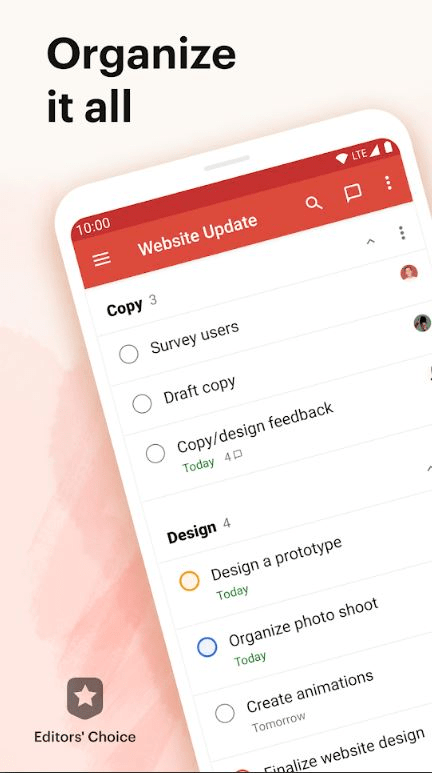 Organize
it all
10:00
LTE
Website Update
Copy 3
Survey users
Draft copy
Copy/design feedback
Today 4
Design 4
Design a prototype
Today
Organize photo shoot
Today
Create animations
Tomorrow
Finalize website design
Editors' Choice